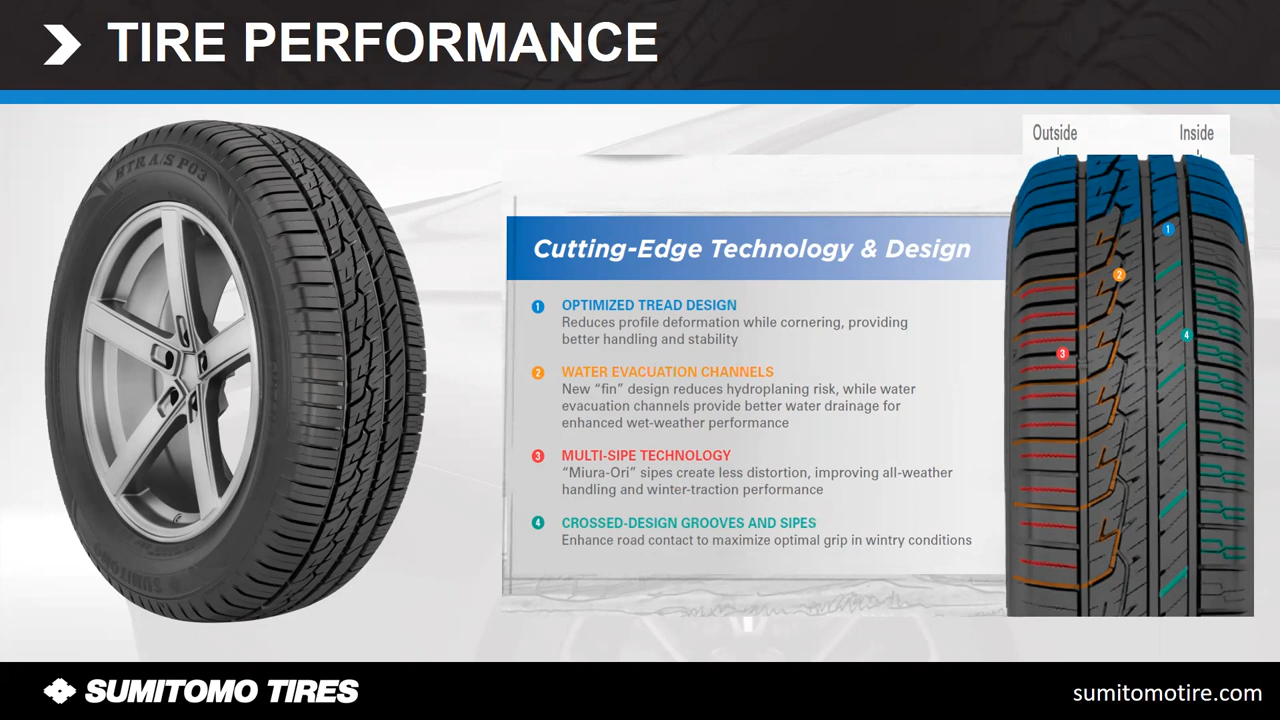 TIRE PERFORMANCE
HTR A/S P03
Outside
Inside
Cutting-Edge Technology & Design
1 OPTIMIZED TREAD DESIGN
Reduces profile deformation while cornering, providing
better handling and stability
2 WATER EVACUATION CHANNELS
New “fin” design reduces hydroplaning risk, while water
evacuation channels provide better water drainage for
enhanced wet-weather performance
3 MULTI-SIPE TECHNOLOGY
“Miura-Ori” sipes create less distortion, improving all-weather
handling and winter-traction performance
4 CROSSED-DESIGN GROOVES AND SIPES
Enhance road contact to maximize optimal grip in wintry conditions
1
2
4
3
SUMITOMO TIRES
sumitomotire.com